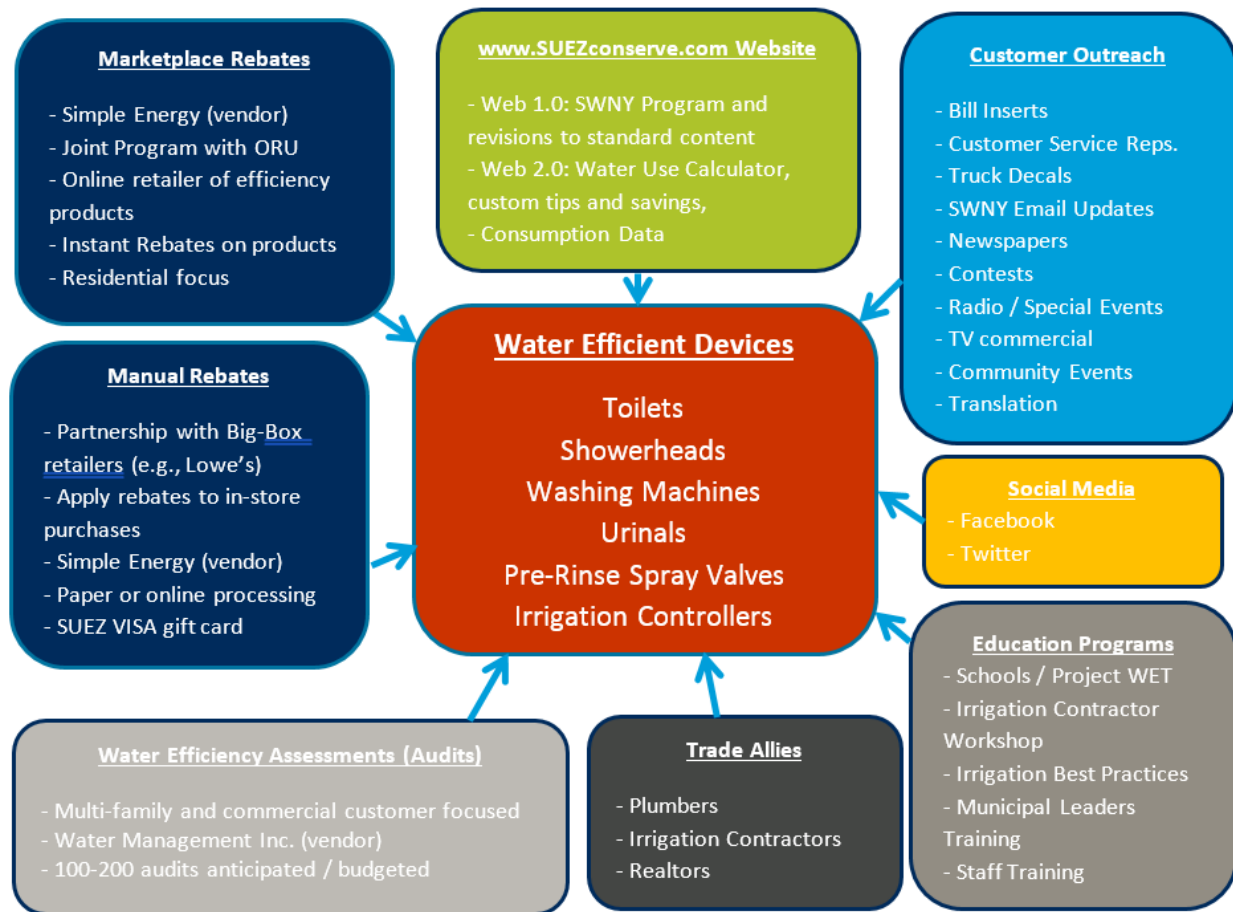 Marketplace Rebates
- Simple Energy (vendor)
- Joint Program with ORU
- Online retailer of efficiency
products
- Instant Rebates on products
- Residential focus
www.SUEZconserve.com Website
- Web 1.0: SWNY Program and
revisions to standard content
- Web 2.0: Water Use Calculator,
custom tips and savings,
- Consumption Data
Customer Outreach
- Bill Inserts
- Customer Service Reps.
- Truck Decals
- SWNY Email Updates
- Newspapers
- Contests
- Radio / Special Events
- TV commercial
- Community Events
- Translation
Water Efficient Devices
Toilets
Showerheads
Washing Machines
Urinals
Pre-Rinse Spray Valves
Irrigation Controllers
Manual Rebates
- Partnership with Big-Box
retailers (e.g., Lowe's)
- Apply rebates to in-store
purchases
- Simple Energy (vendor)
- Paper or online processing
- SUEZ VISA gift card
Social Media
- Facebook
- Twitter
Education Programs
- Schools / Project WET
- Irrigation Contractor
Workshop
- Irrigation Best Practices
- Municipal Leaders
Training
- Staff Training
Water Efficiency Assessments (Audits)
- Multi-family and commercial customer focused
- Water Management Inc. (vendor)
- 100-200 audits anticipated / budgeted
Trade Allies
- Plumbers
- Irrigation Contractors
- Realtors